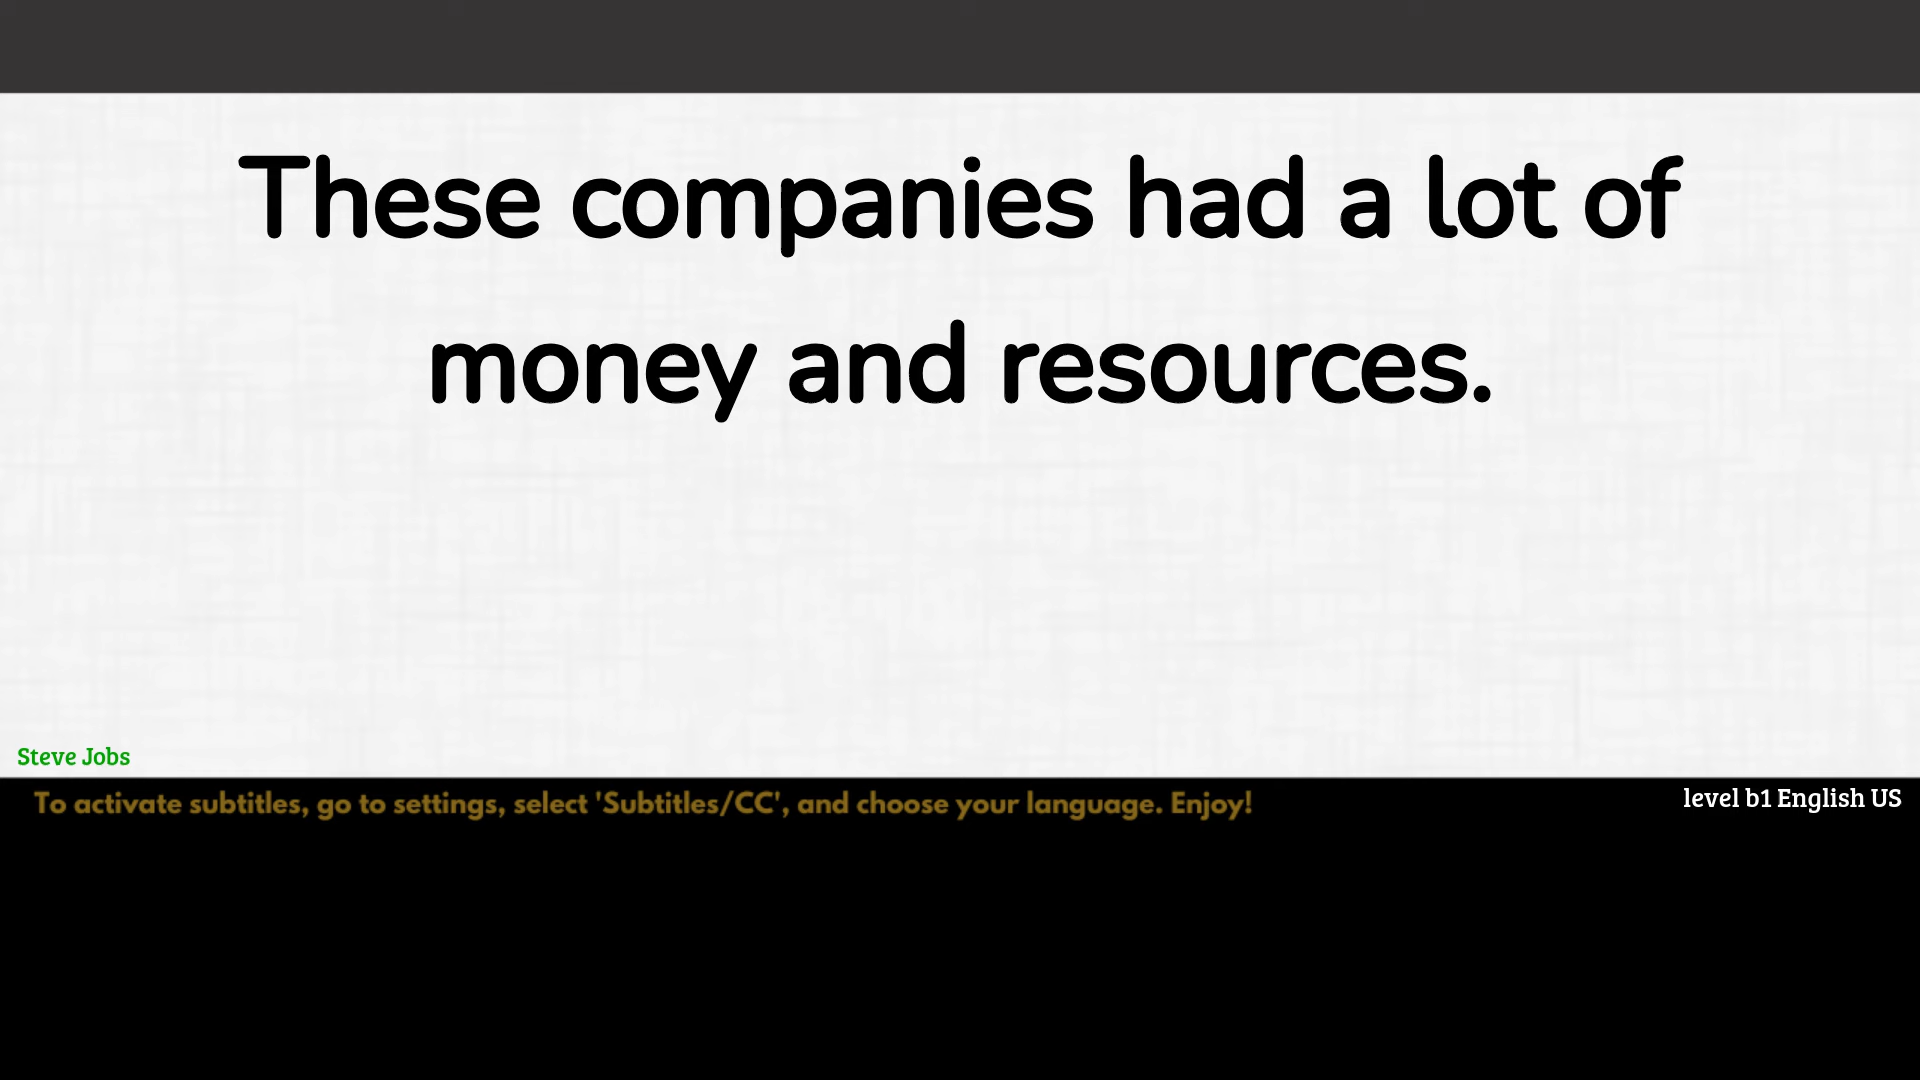 These companies had a lot of
money and resources.
Steve Jobs
To activate subtitles, go to settings, select 'Subtitles/CC', and choose your language. Enjoy!
level b1 English US